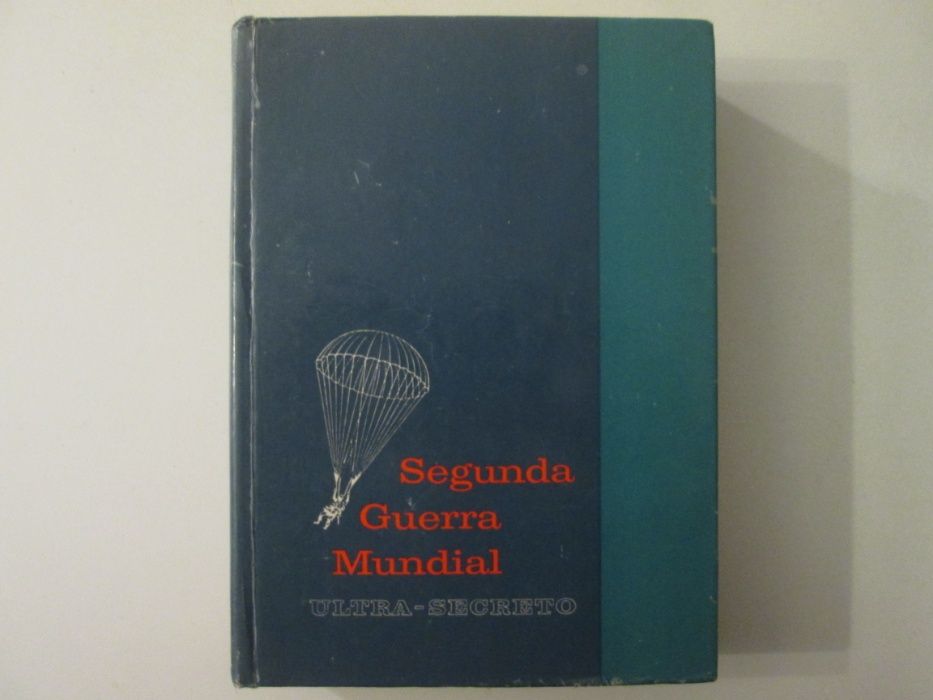 Segunda
Guerra
Mundial
ULTRA-SECRETO